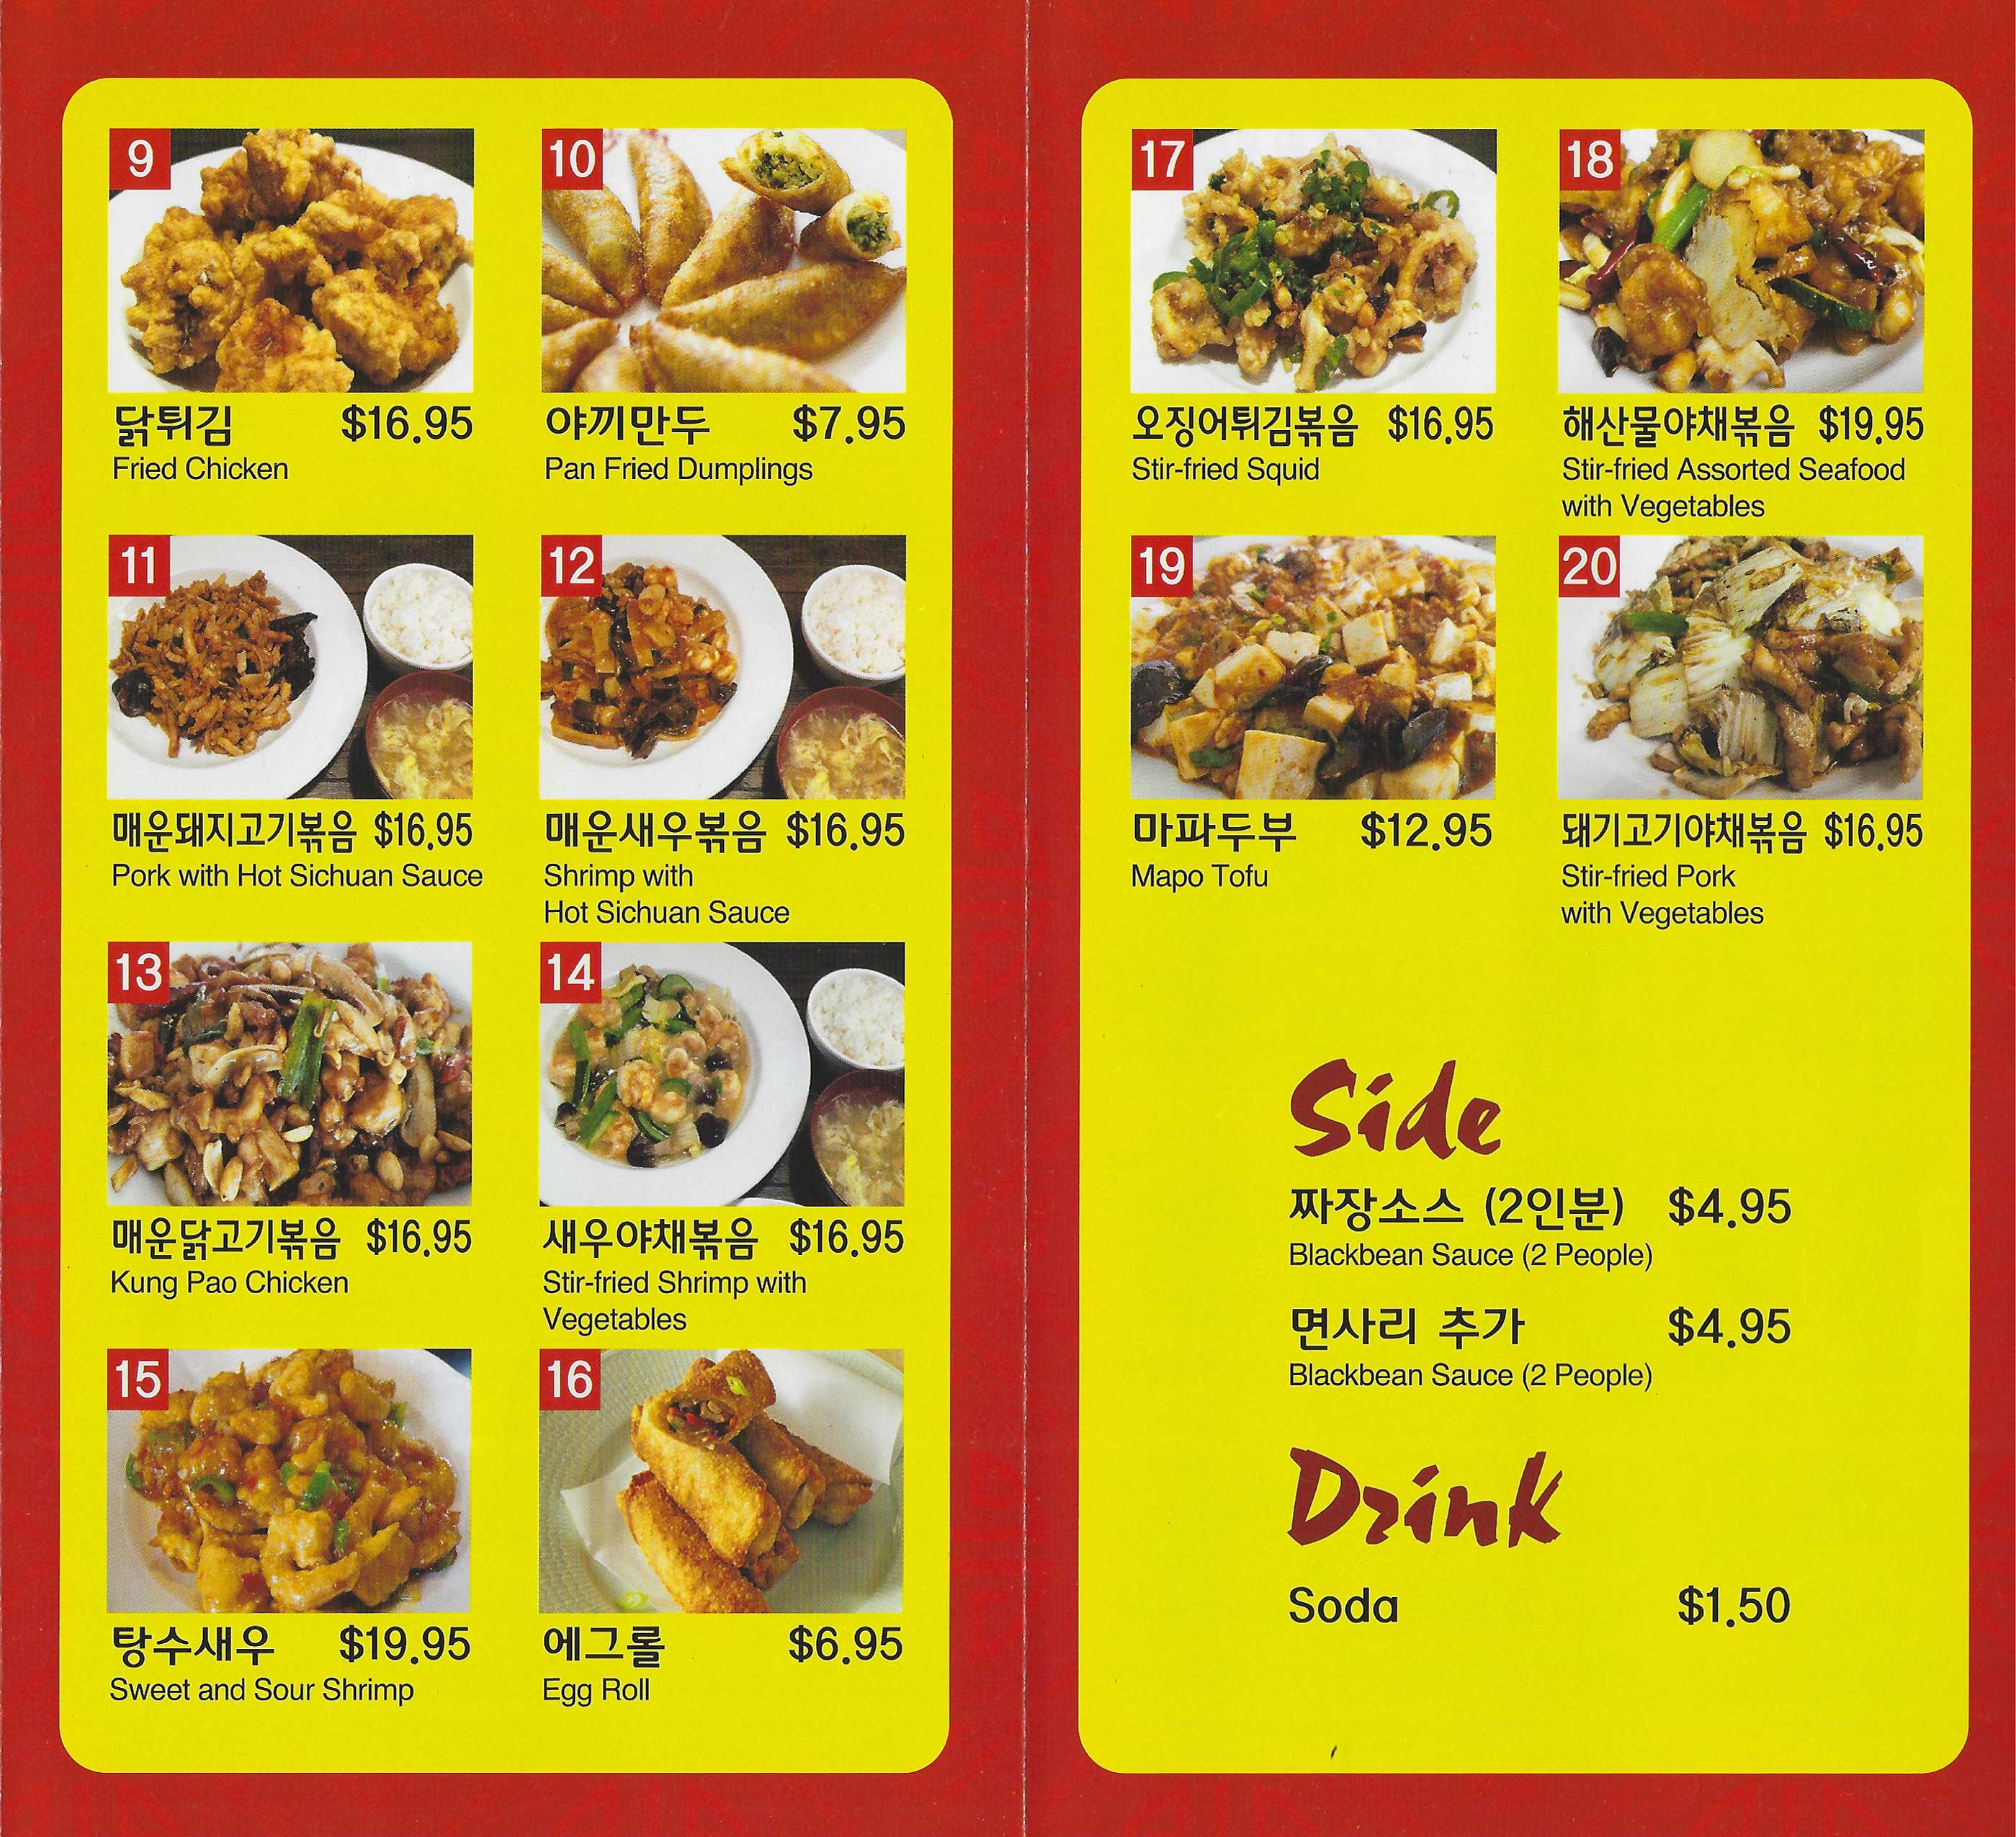 9
닭튀김 $16.95
Fried Chicken
10
야끼만두 $7.95
Pan Fried Dumplings
11
매운돼지고기볶음 $16.95
Pork with Hot Sichuan Sauce
12
매운새우볶음 $16.95
Shrimp with
Hot Sichuan Sauce
13
매운닭고기볶음 $16.95
Kung Pao Chicken
14
새우야채볶음 $16.95
Stir-fried Shrimp with
Vegetables
15
탕수새우 $19.95
Sweet and Sour Shrimp
16
에그롤 $6.95
Egg Roll
17
오징어튀김볶음 $16.95
Stir-fried Squid
18
해산물야채볶음 $19.95
Stir-fried Assorted Seafood
with Vegetables
19
마파두부 $12.95
Mapo Tofu
20
돼기고기야채볶음 $16.95
Stir-fried Pork
with Vegetables
Side
짜장소스 (2인분) $4.95
Blackbean Sauce (2 People)
면사리 추가 $4.95
Blackbean Sauce (2 People)
Drink
Soda $1.50